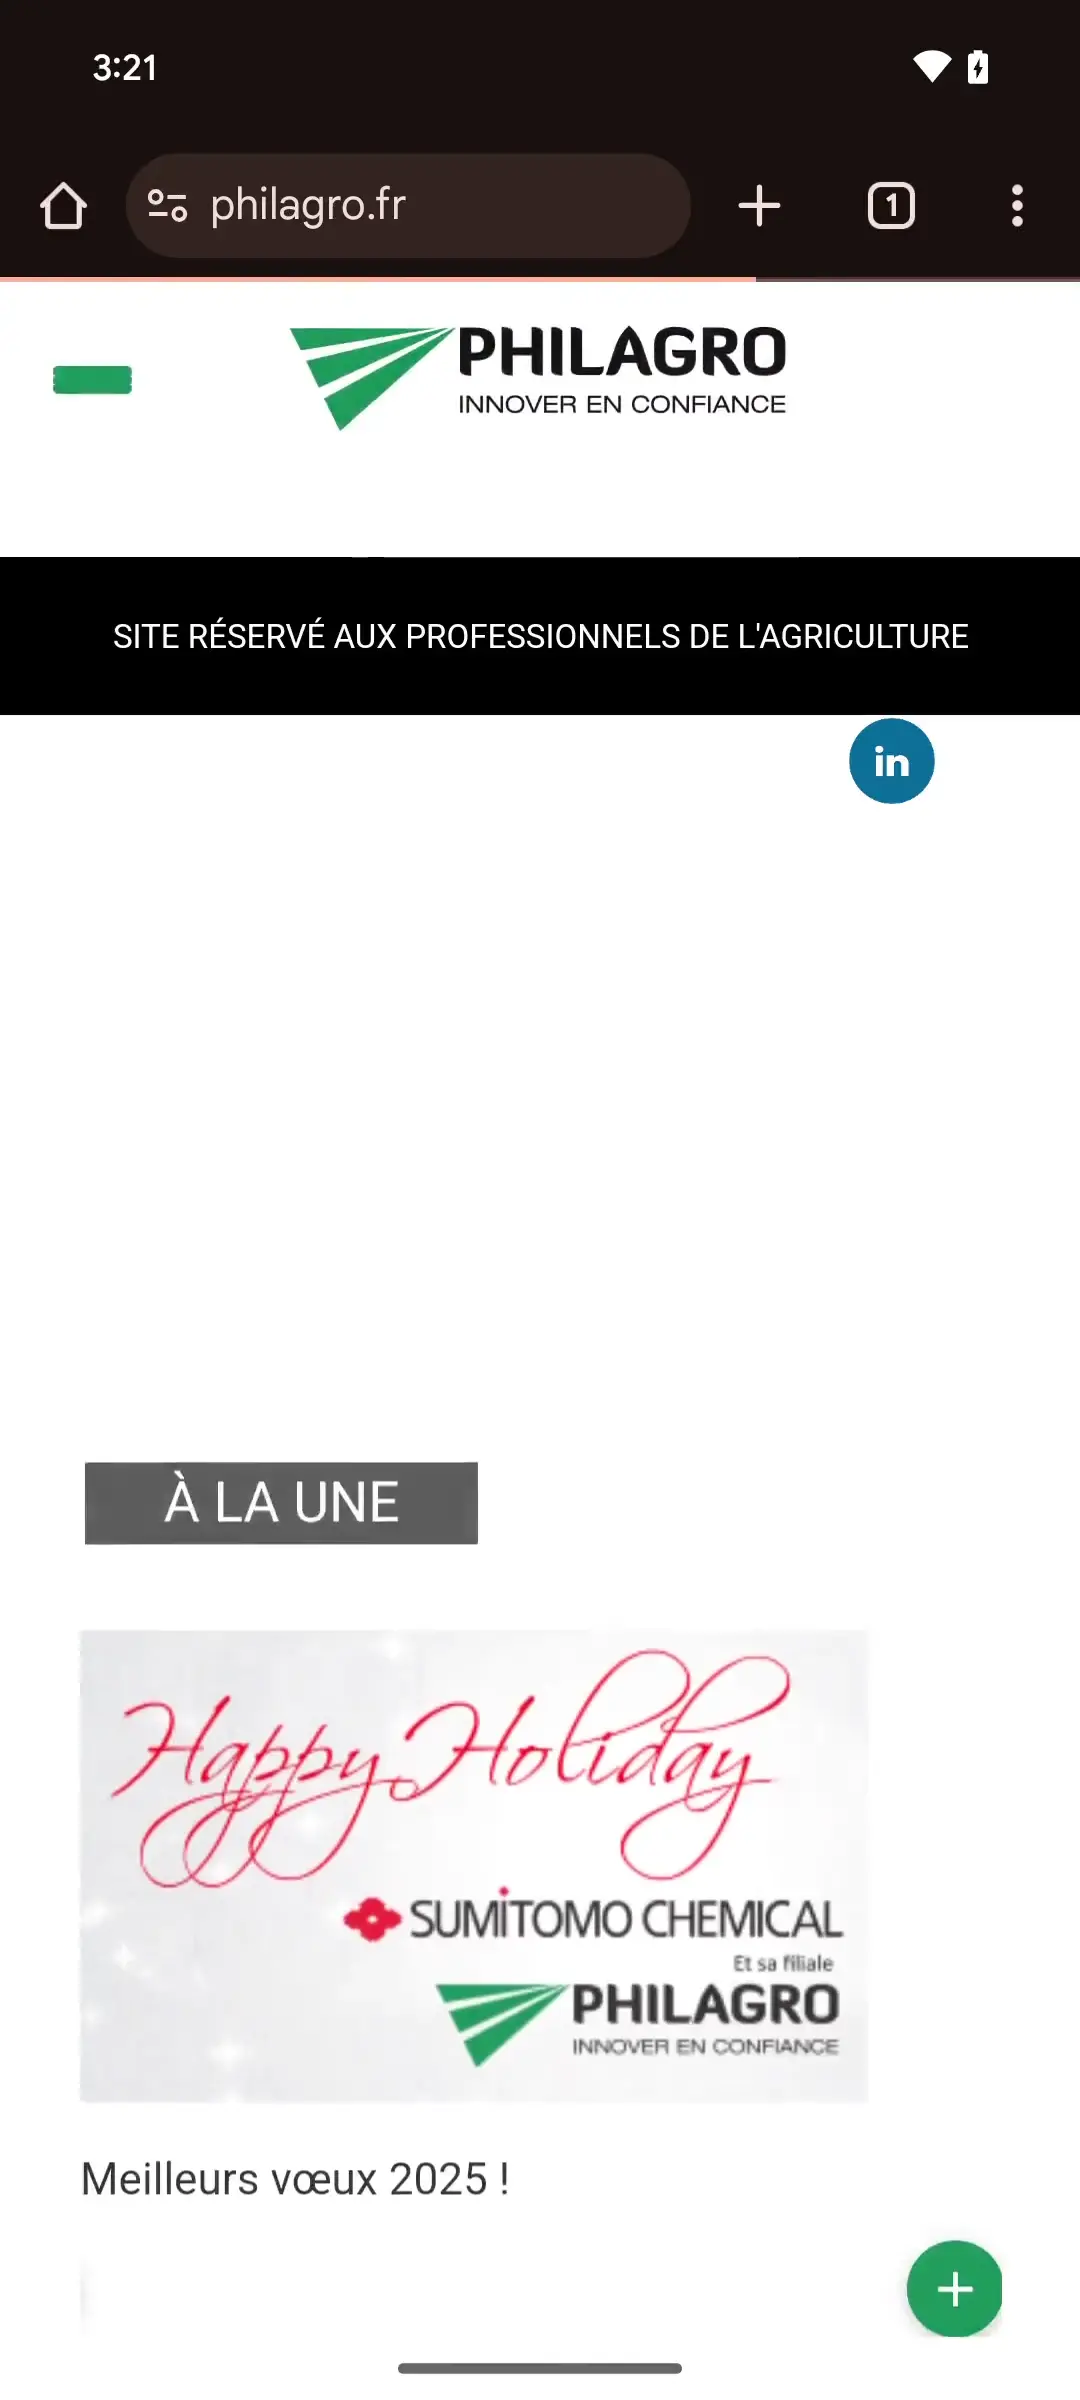 3:21
philagro.fr
1
PHILAGRO
INNOVER EN CONFIANCE
SITE RÉSERVÉ AUX PROFESSIONNELS DE L'AGRICULTURE
in
À LA UNE
Happy Holiday
SUMITOMO CHEMICAL
Et sa filiale
PHILAGRO
INNOVER EN CONFIANCE
Meilleurs vœux 2025 !